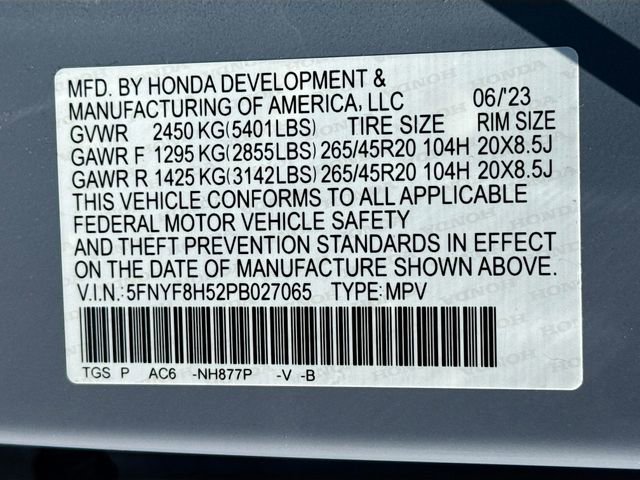 MFD. BY HONDA DEVELOPMENT &
MANUFACTURING OF AMERICA, LLC 06/'23
GVWR 2450 KG(5401LBS) TIRE SIZE RIM SIZE
GAWR F 1295 KG(2855LBS) 265/45R20 104H 20X8.5J
GAWR R 1425 KG(3142LBS) 265/45R20 104H 20X8.5J
THIS VEHICLE CONFORMS TO ALL APPLICABLE
FEDERAL MOTOR VEHICLE SAFETY
AND THEFT PREVENTION STANDARDS IN EFFECT
ON THE DATE OF MANUFACTURE SHOWN ABOVE.
V.I.N.: 5FNYF8H52PB027065 TYPE: MPV
TGS P AC6 -NH877P -V -B